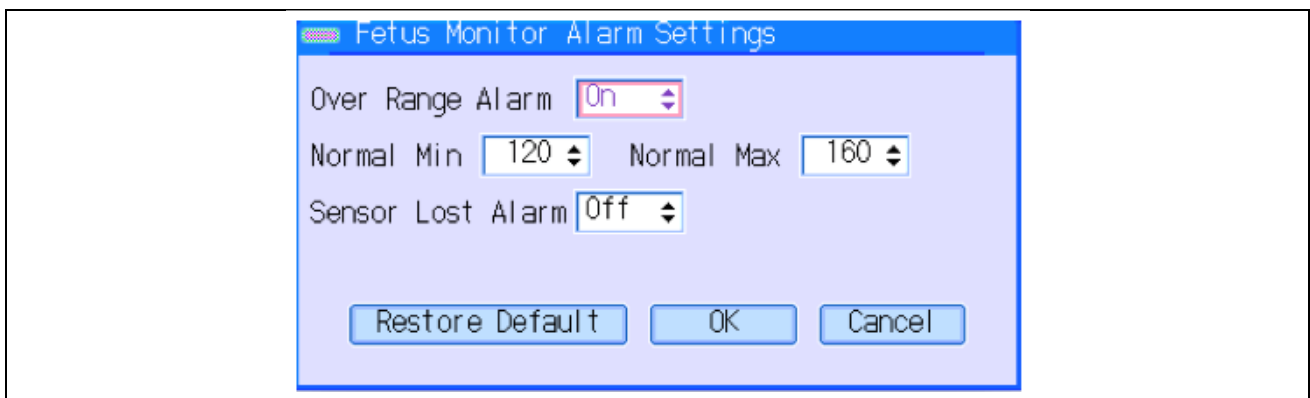 Fetus Monitor Alarm Settings
Over Range Alarm On
Normal Min 120 Normal Max 160
Sensor Lost Alarm Off
Restore Default OK Cancel